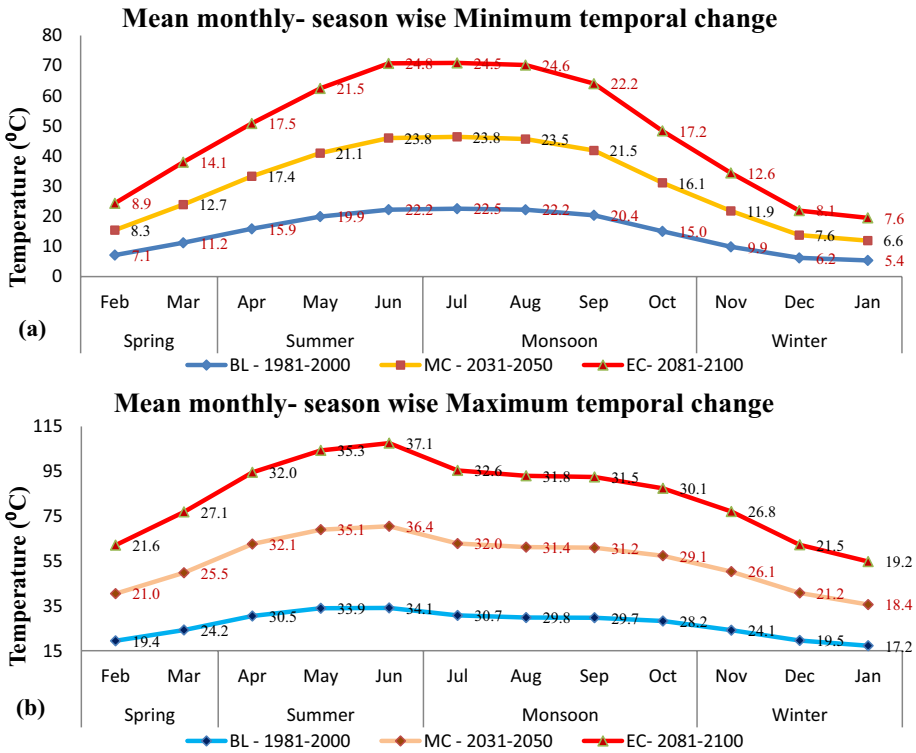 Mean monthly- season wise Minimum temporal change
(a)
Temperature (⁰C)
80
70
60
50
40
30
20
10
0
8.9 14.1 17.5 21.5 24.8 24.5 24.6 22.2 17.2 12.6 8.1 7.6
8.3 12.7 17.4 21.1 23.8 23.8 23.5 21.5 16.1 11.9 7.6 6.6
7.1 11.2 15.9 19.9 22.2 22.5 22.2 20.4 15.0 9.9 6.2 5.4
Feb Mar Apr May Jun Jul Aug Sep Oct Nov Dec Jan
Spring Summer Monsoon Winter
BL - 1981-2000 MC - 2031-2050 EC- 2081-2100
Mean monthly- season wise Maximum temporal change
(b)
Temperature (⁰C)
115
95
75
55
35
15
21.6 27.1 32.0 35.3 37.1 32.6 31.8 31.5 30.1 26.8 21.5 19.2
21.0 25.5 32.1 35.1 36.4 32.0 31.4 31.2 29.1 26.1 21.2 18.4
19.4 24.2 30.5 33.9 34.1 30.7 29.8 29.7 28.2 24.1 19.5 17.2
Feb Mar Apr May Jun Jul Aug Sep Oct Nov Dec Jan
Spring Summer Monsoon Winter
BL - 1981-2000 MC - 2031-2050 EC - 2081-2100